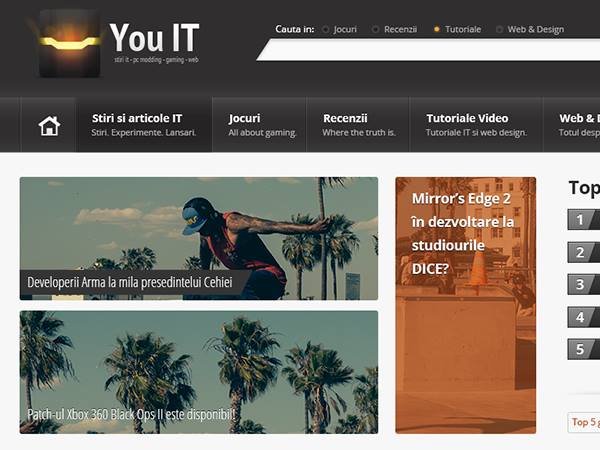 You IT
stiri it - pc modding - gaming - web
Cauta in: Jocuri Recenzii Tutoriale Web & Design
Stiri si articole IT
Stiri. Experimente. Lansari.
Jocuri
All about gaming.
Recenzii
Where the truth is.
Tutoriale Video
Tutoriale IT si web design.
Web &
Totul
Developerii Arma la mila presedintelui Cehiei
Patch-ul Xbox 360 Black Ops II este disponibil!
Mirror's Edge 2
în dezvoltare la
studiourile
DICE?
Top
1
2
3
4
5
Top 5